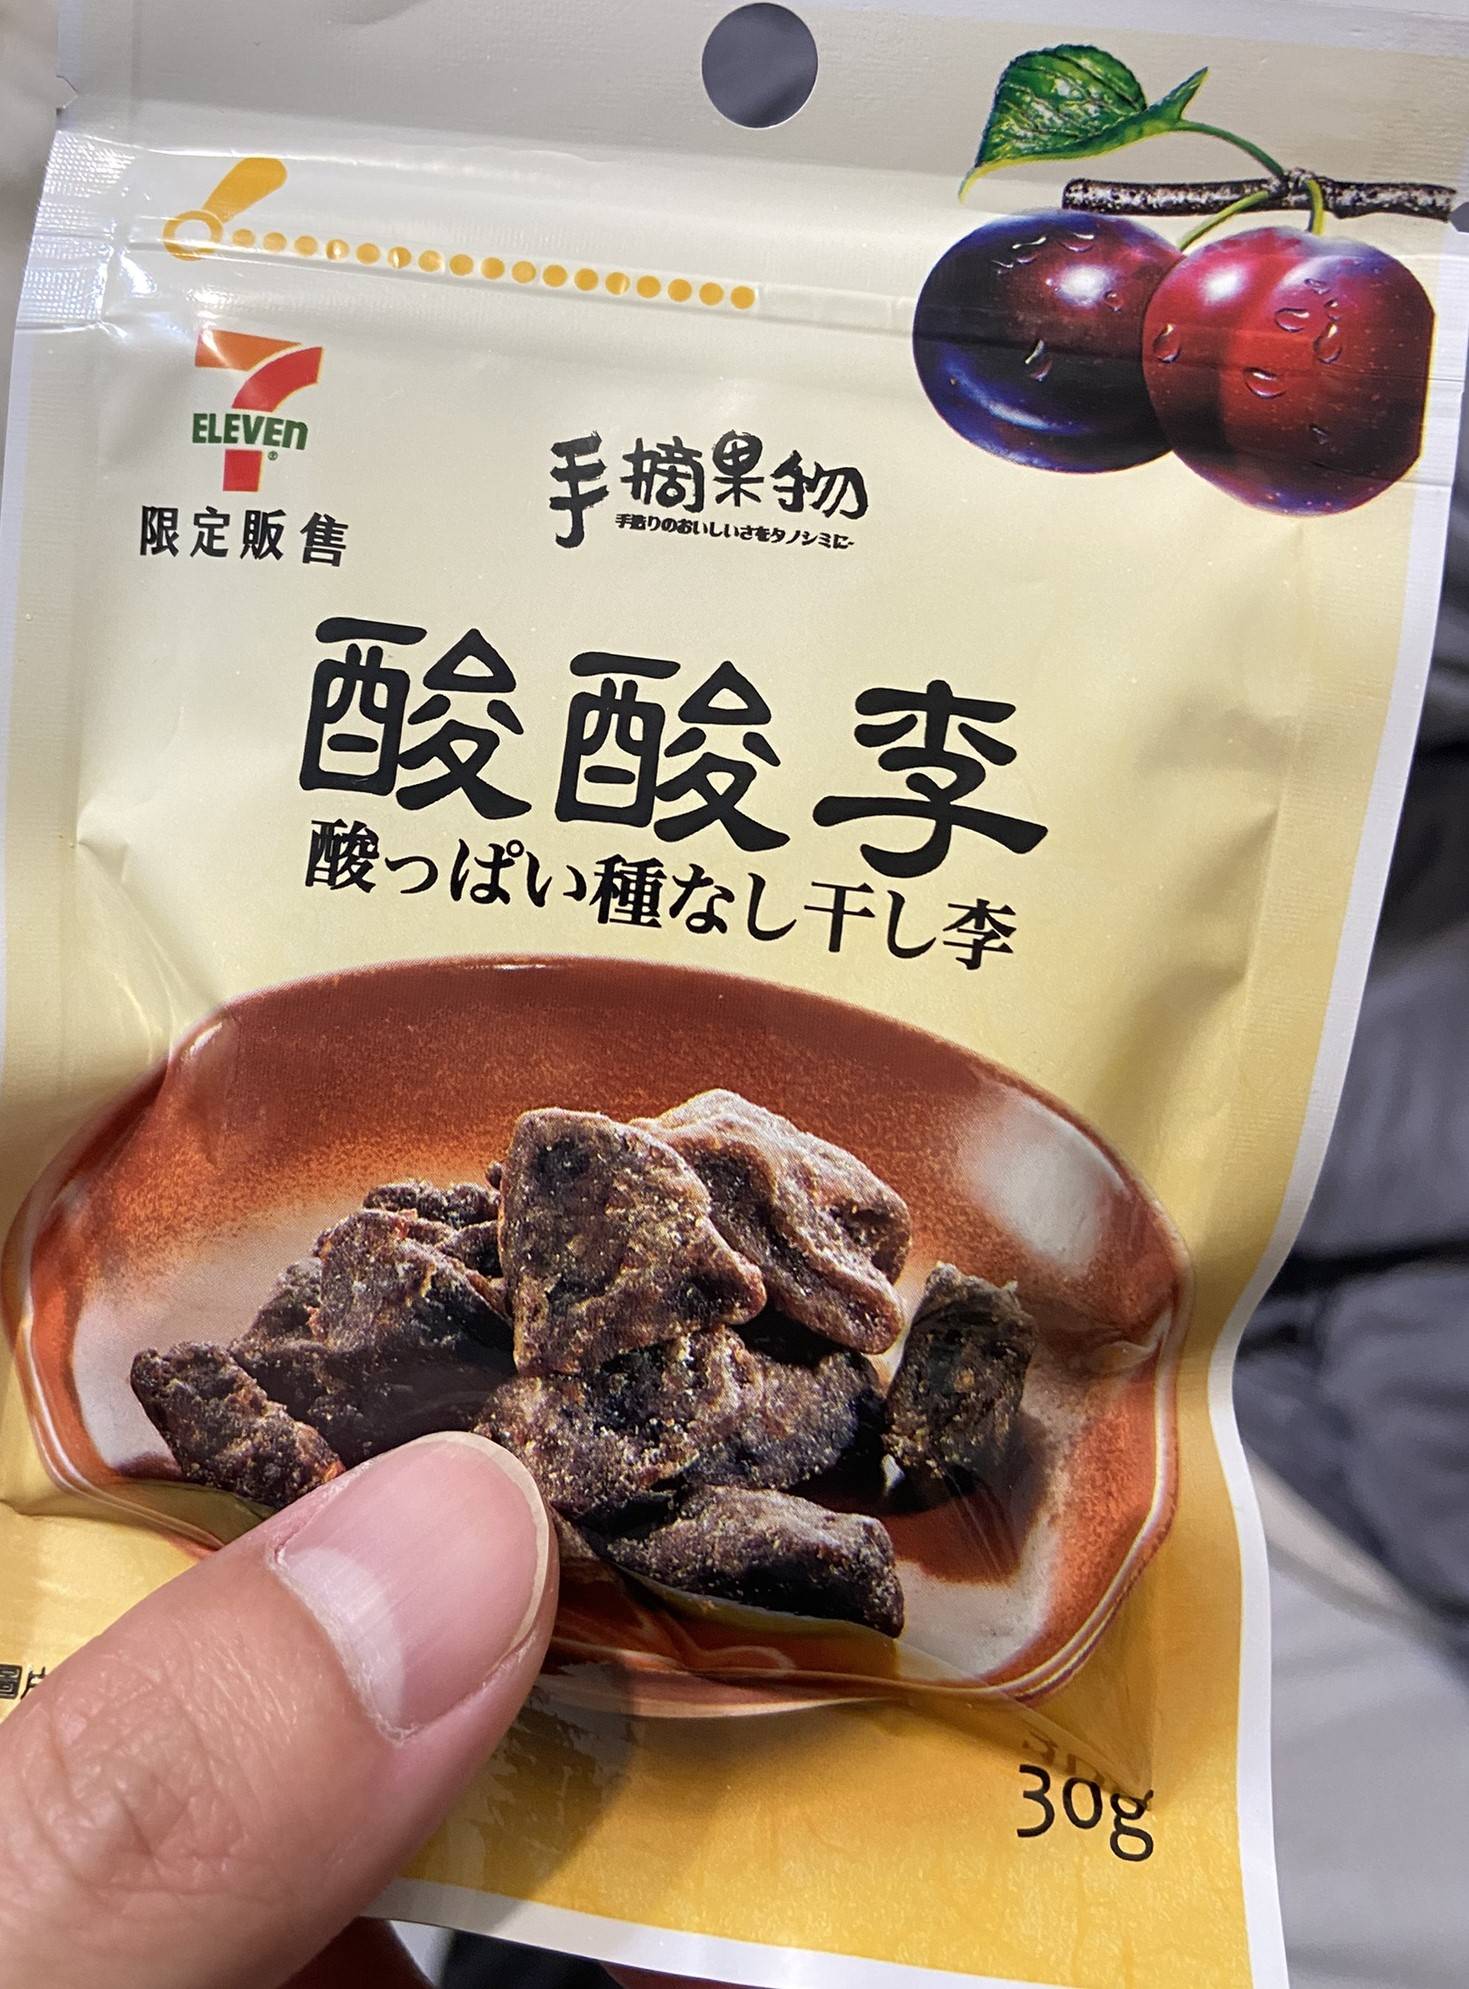 7
ELEVEn
®
限定販售
手摘果物
手造りのおいしいさをタノシミに
酸酸李
酸っぱい種なし干し李
30g